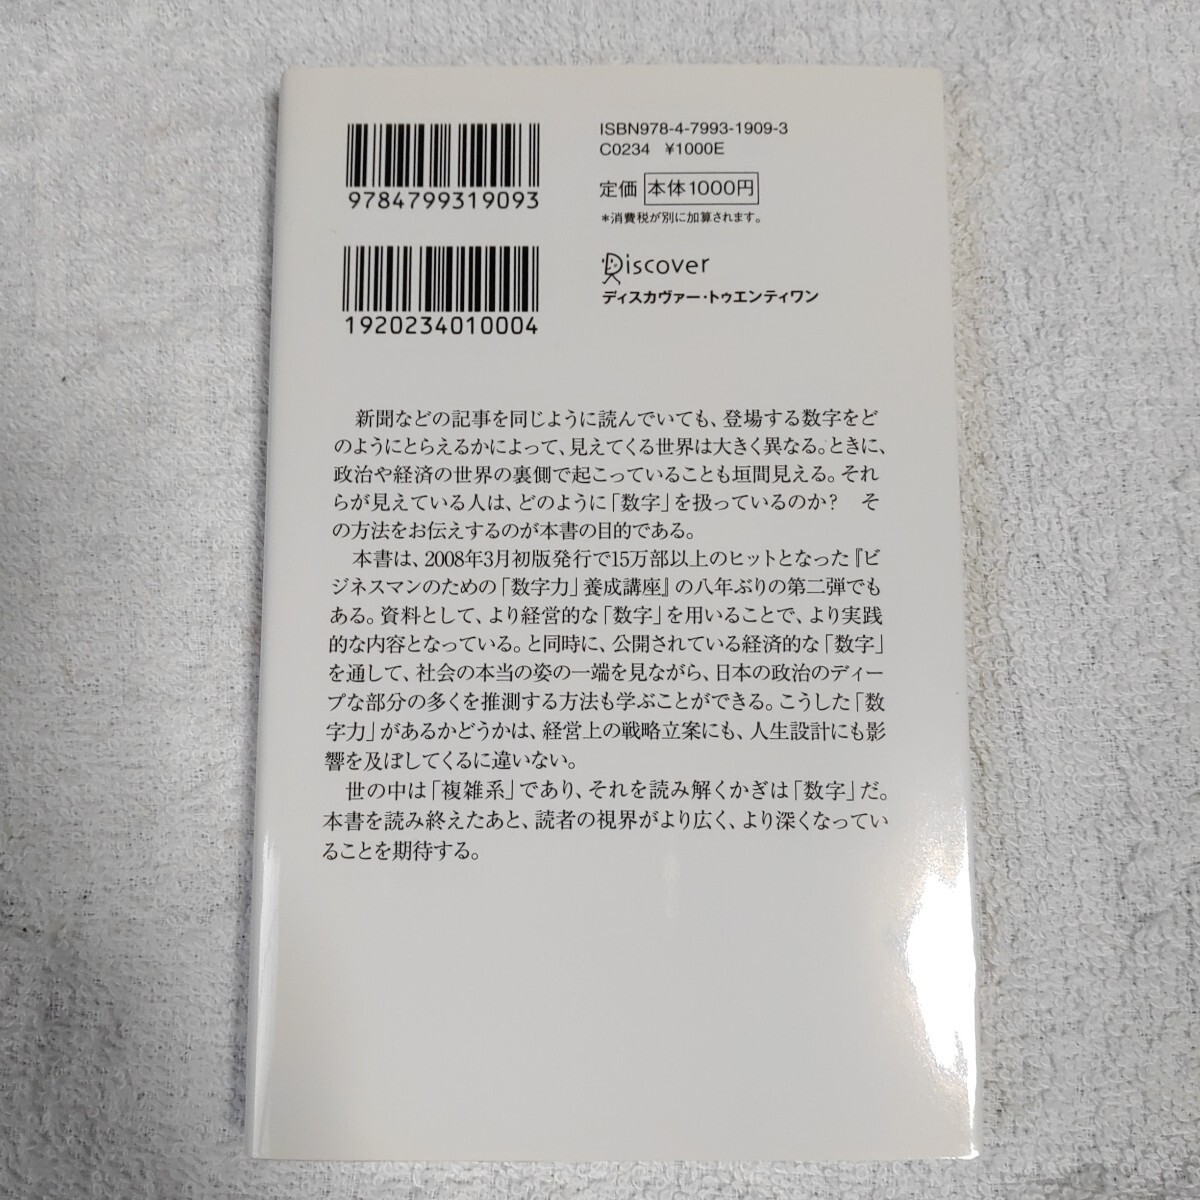 9784799319093
1920234010004
ISBN978-4-7993-1909-3
C0234 ¥1000E
定価 本体1000円
*消費税が別に加算されます。
Discover
ディスカヴァー・トゥエンティワン
新聞などの記事を同じように読んでいても、登場する数字をど
のようにとらえるかによって、見えてくる世界は大きく異なる。ときに、
政治や経済の世界の裏側で起こっていることも垣間見える。それ
らが見えている人は、どのように「数字」を扱っているのか? そ
の方法をお伝えするのが本書の目的である。
本書は、2008年3月初版発行で15万部以上のヒットとなった『ビ
ジネスマンのための「数字力」養成講座』の八年ぶりの第二弾でも
ある。資料として、より経営的な「数字」を用いることで、より実践
的な内容となっている。と同時に、公開されている経済的な「数字」
を通して、社会の本当の姿の一端を見ながら、日本の政治のディー
プな部分の多くを推測する方法も学ぶことができる。こうした「数
字力」があるかどうかは、経営上の戦略立案にも、人生設計にも影
響を及ぼしてくるに違いない。
世の中は「複雑系」であり、それを読み解くかぎは「数字」だ。
本書を読み終えたあと、読者の視界がより広く、より深くなってい
ることを期待する。